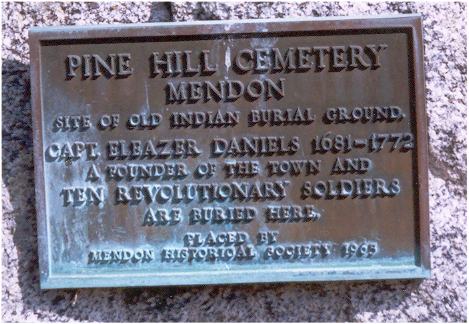 PINE HILL CEMETERY
MENDON
SITE OF OLD INDIAN BURIAL GROUND.
CAPT. ELEAZER DANIELS 1681-1772
A FOUNDER OF THE TOWN AND
TEN REVOLUTIONARY SOLDIERS
ARE BURIED HERE.
PLACED BY
MENDON HISTORICAL SOCIETY 1965